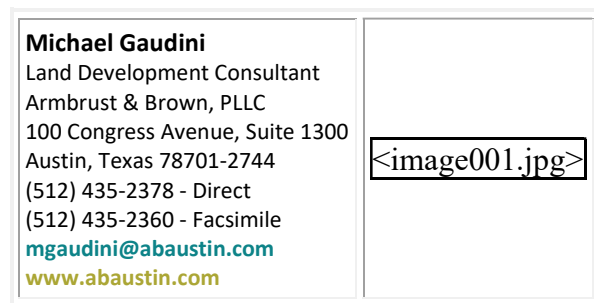 Michael Gaudini
Land Development Consultant
Armbrust & Brown, PLLC
100 Congress Avenue, Suite 1300
Austin, Texas 78701-2744
(512) 435-2378 - Direct
(512) 435-2360 - Facsimile
mgaudini@abaustin.com
www.abaustin.com
<image001.jpg>